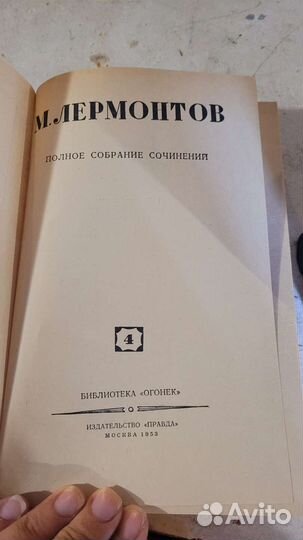 М. ЛЕРМОНТОВ
ПОЛНОЕ СОБРАНИЕ СОЧИНЕНИЙ
4
БИБЛИОТЕКА «ОГОНЕК»
ИЗДАТЕЛЬСТВО «ПРАВДА»
МОСКВА 1953
Avito